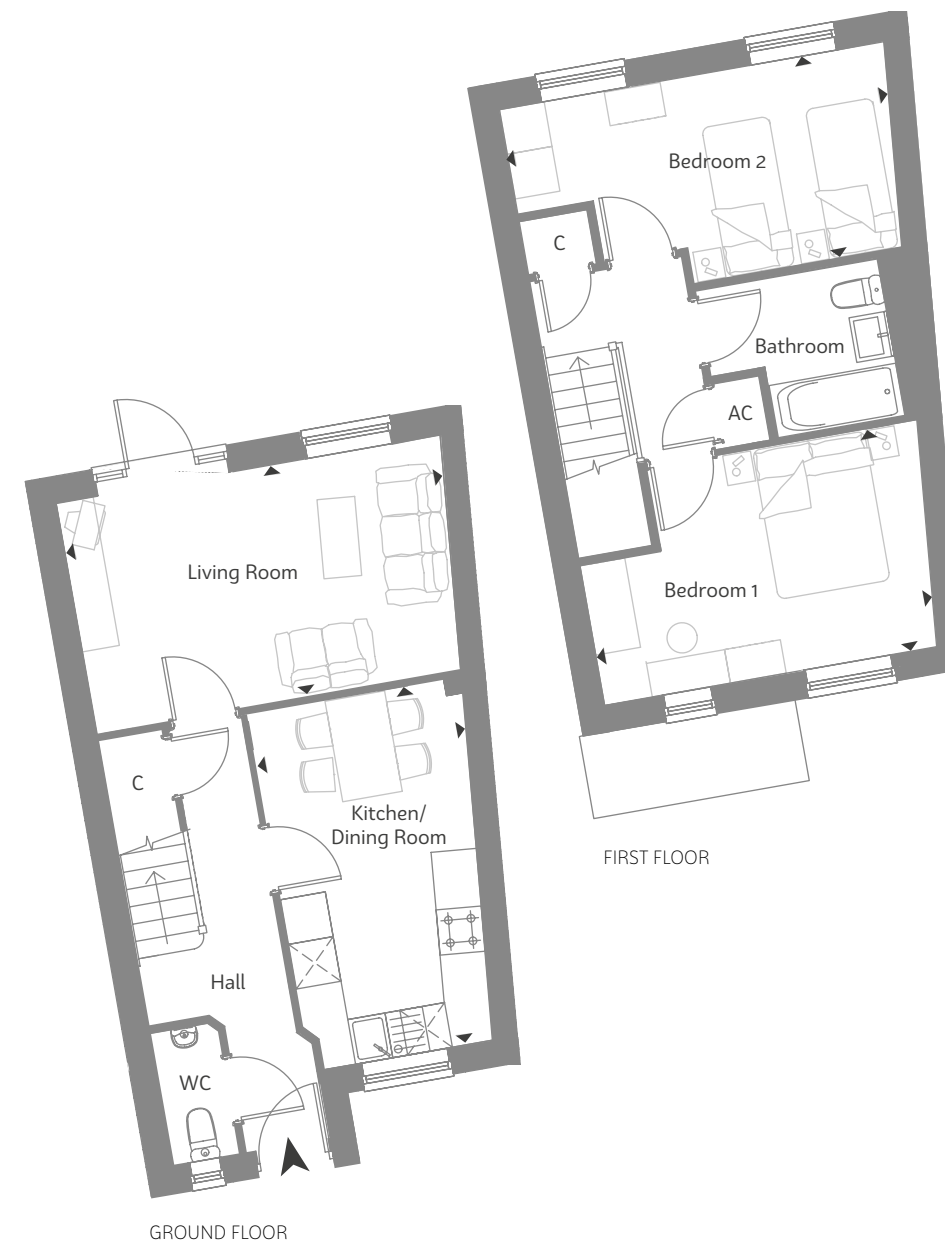 Bedroom 2
C
Bathroom
AC
Bedroom 1
FIRST FLOOR
Living Room
C
Kitchen/
Dining Room
Hall
WC
GROUND FLOOR